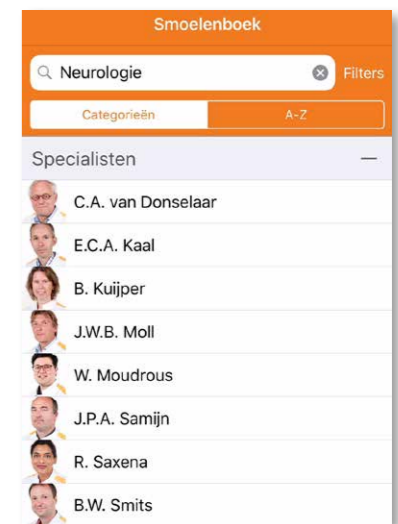 Smoelenboek
Neurologie
Filters
Categorieën
A-Z
Specialisten
C.A. van Donselaar
E.C.A. Kaal
B. Kuijper
J.W.B. Moll
W. Moudrous
J.P.A. Samijn
R. Saxena
B.W. Smits